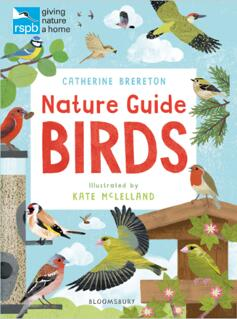 giving
nature
a home
rspb
CATHERINE BRERETON
Nature Guide
BIRDS
Illustrated by
KATE McLELLAND
BLOOMSBURY